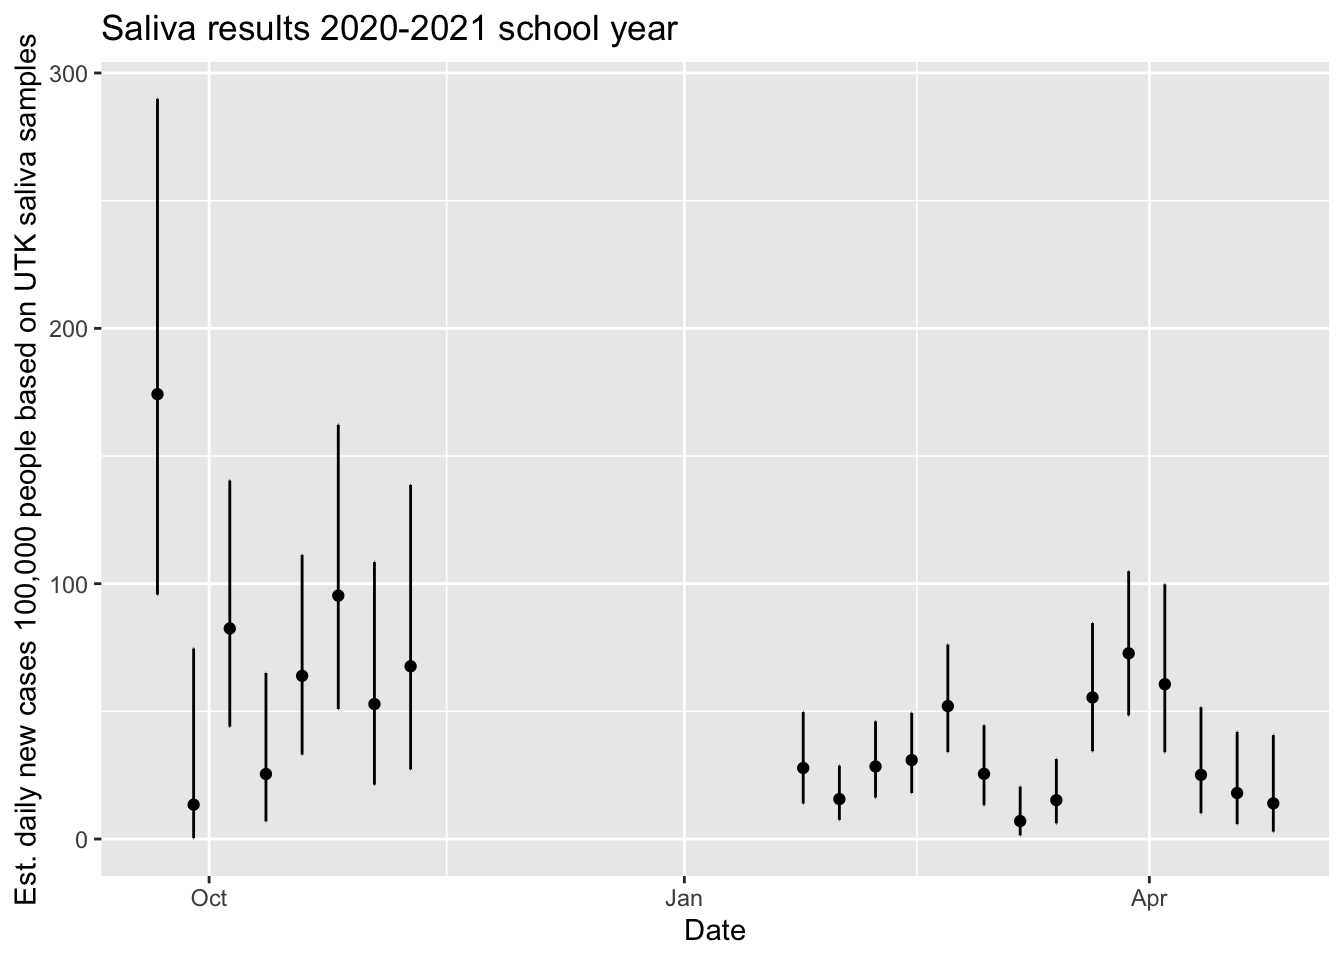 Saliva results 2020-2021 school year
Est. daily new cases 100,000 people based on UTK saliva samples
300
200
100
0
Oct
Jan
Apr
Date